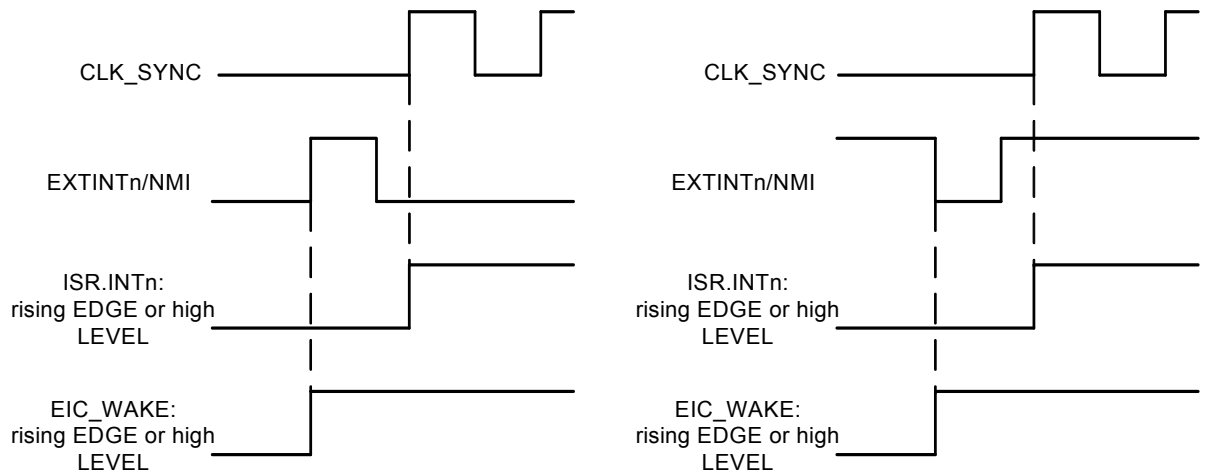 CLK_SYNC
EXTINTn/NMI
ISR.INTn:
rising EDGE or high
LEVEL
EIC_WAKE:
rising EDGE or high
LEVEL
CLK_SYNC
EXTINTn/NMI
ISR.INTn:
rising EDGE or high
LEVEL
EIC_WAKE:
rising EDGE or high
LEVEL